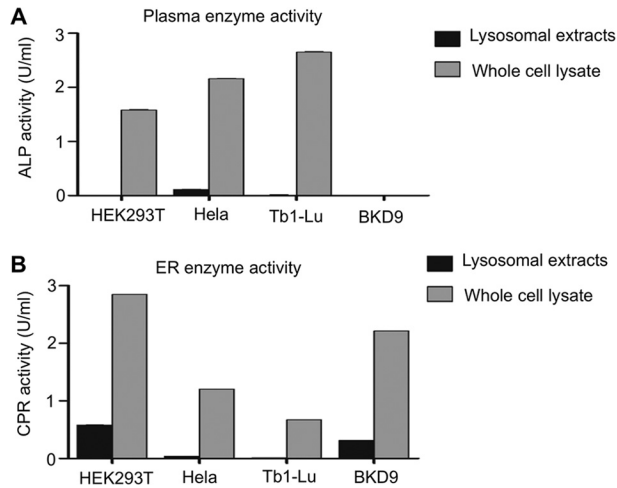 A
Plasma enzyme activity
ALP activity (U/ml)
3
2
1
0
HEK293T Hela Tb1-Lu BKD9
Lysosomal extracts
Whole cell lysate
B
ER enzyme activity
CPR activity (U/ml)
3
2
1
0
HEK293T Hela Tb1-Lu BKD9
Lysosomal extracts
Whole cell lysate